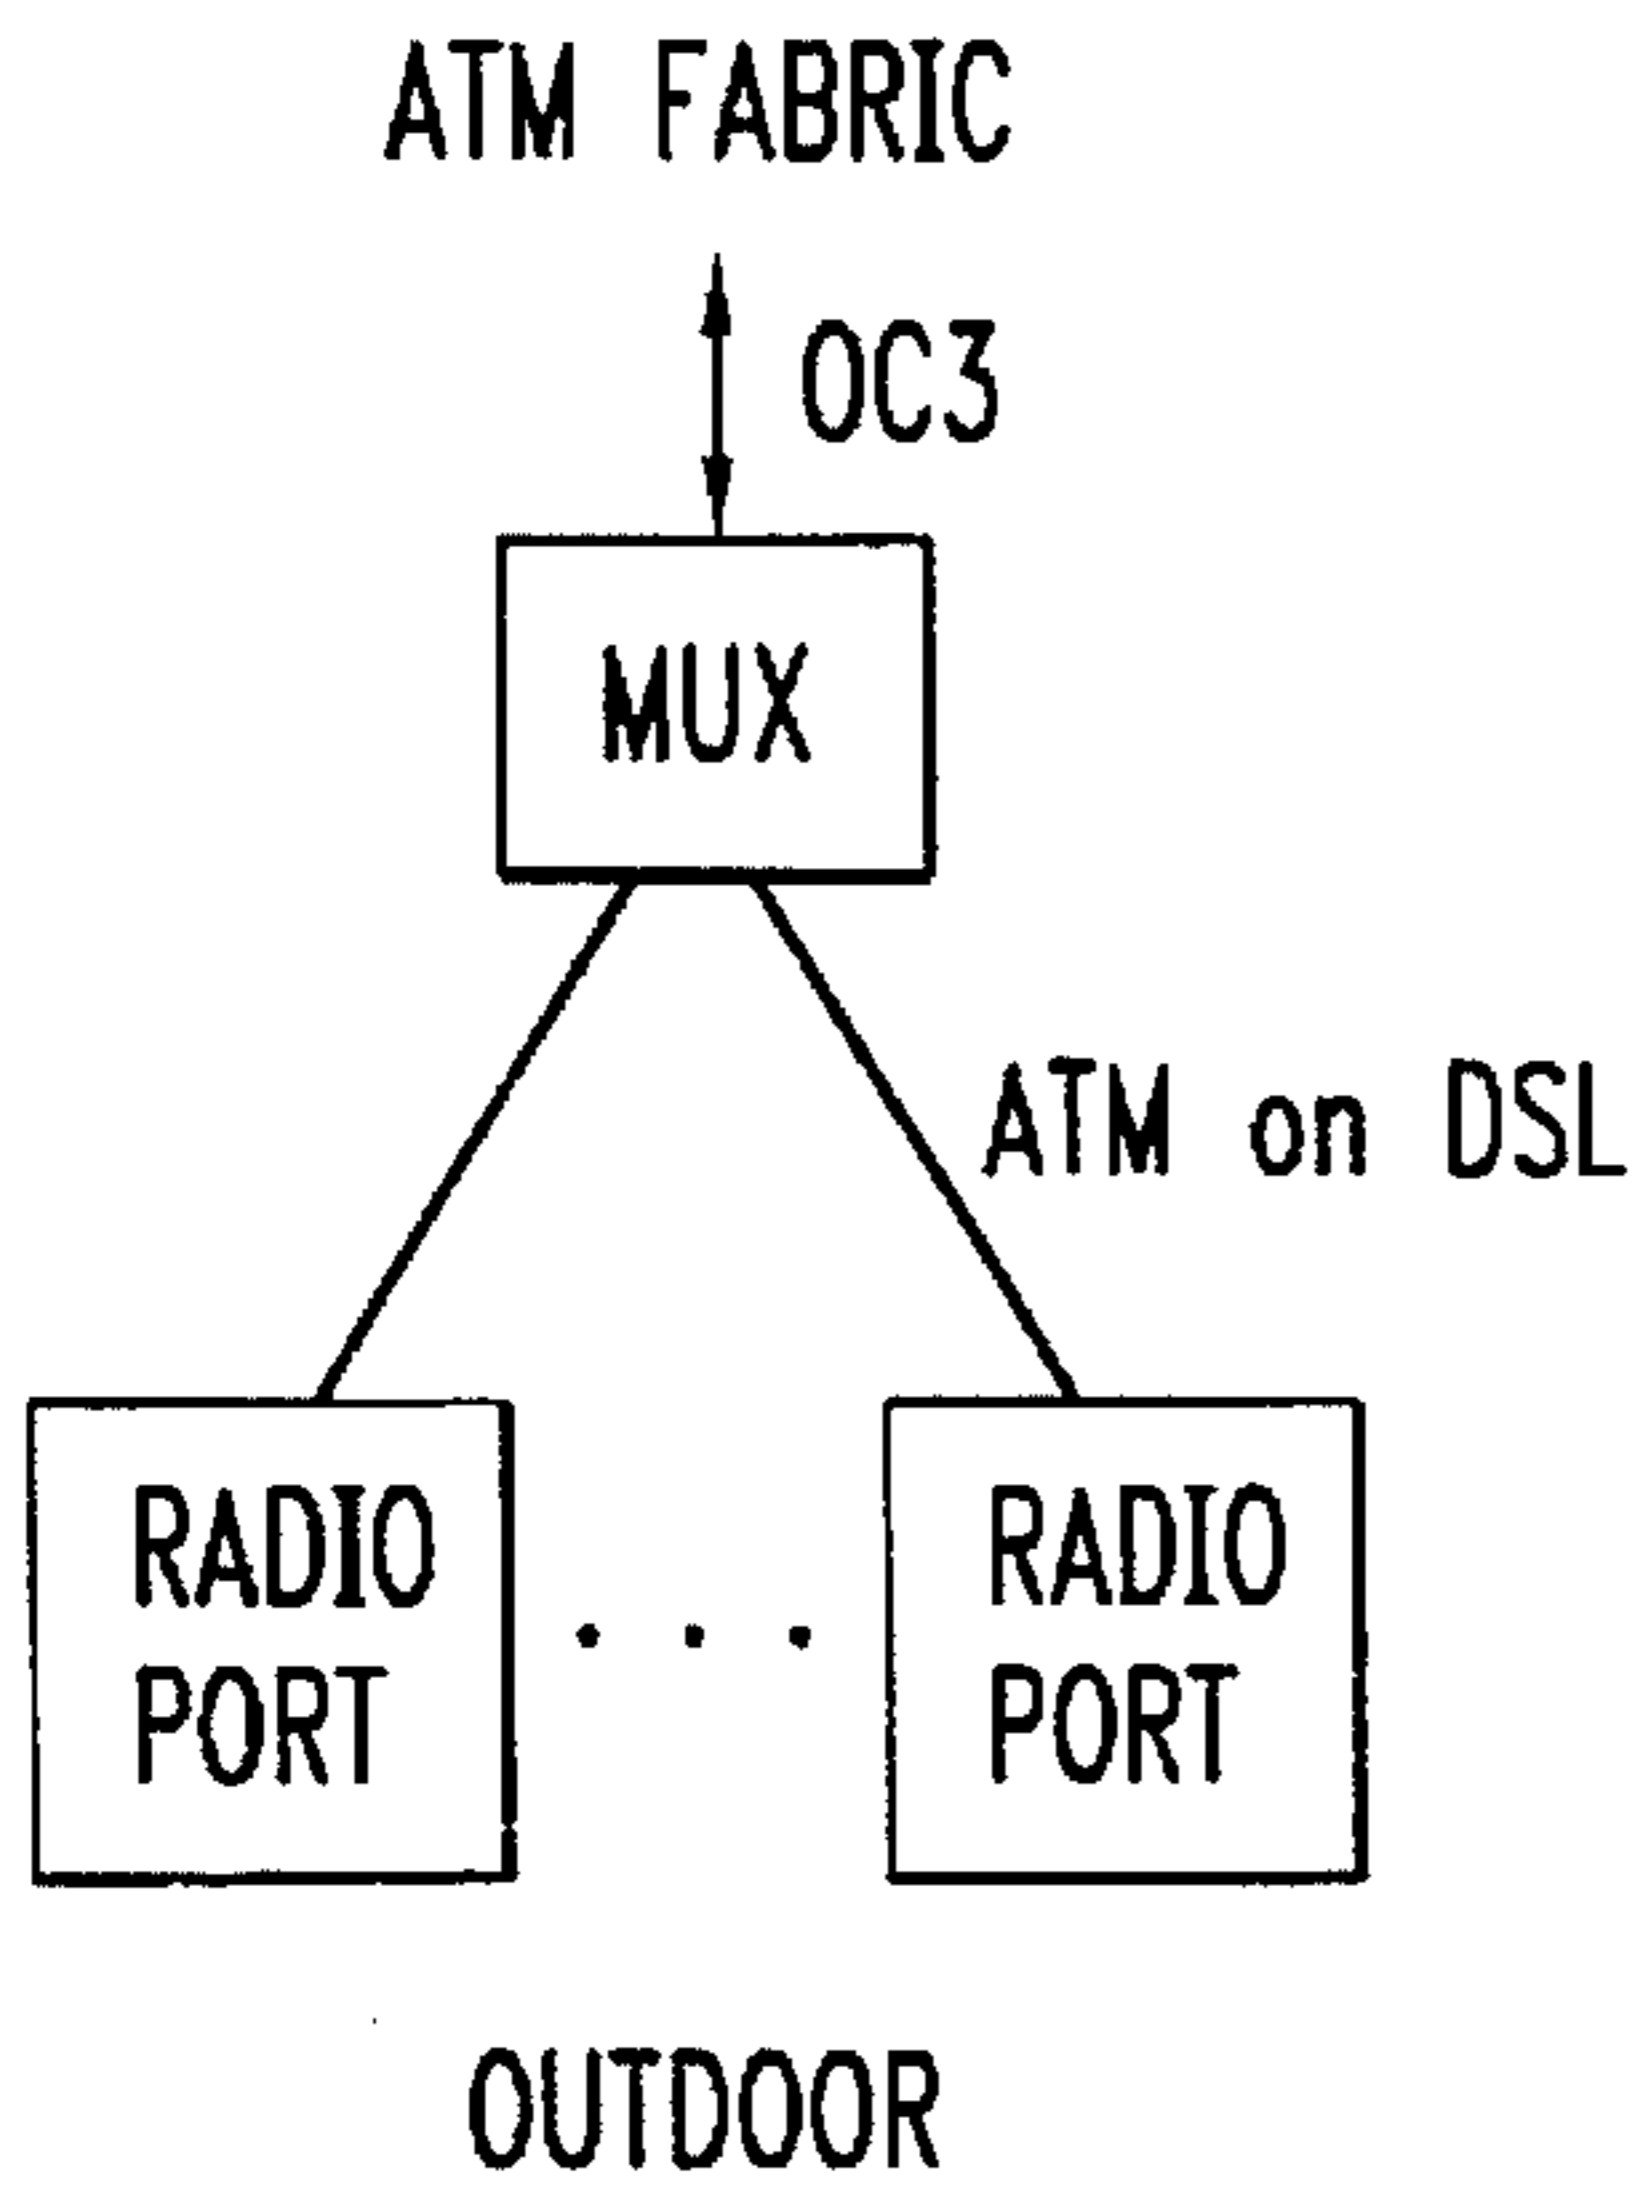 ATM FABRIC
OC3
MUX
ATM on DSL
RADIO
PORT
RADIO
PORT
OUTDOOR